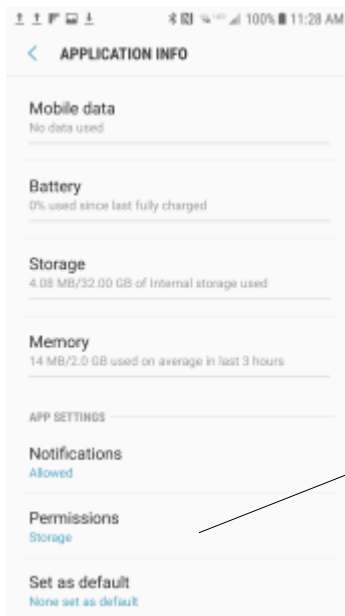 100% 11:28 AM
APPLICATION INFO
Mobile data
No data used
Battery
0% used since last fully charged
Storage
4.08 MB/32.00 GB of Internal storage used
Memory
14 MB/2.0 GB used on average in last 3 hours
APP SETTINGS
Notifications
Allowed
Permissions
Storage
Set as default
None set as default